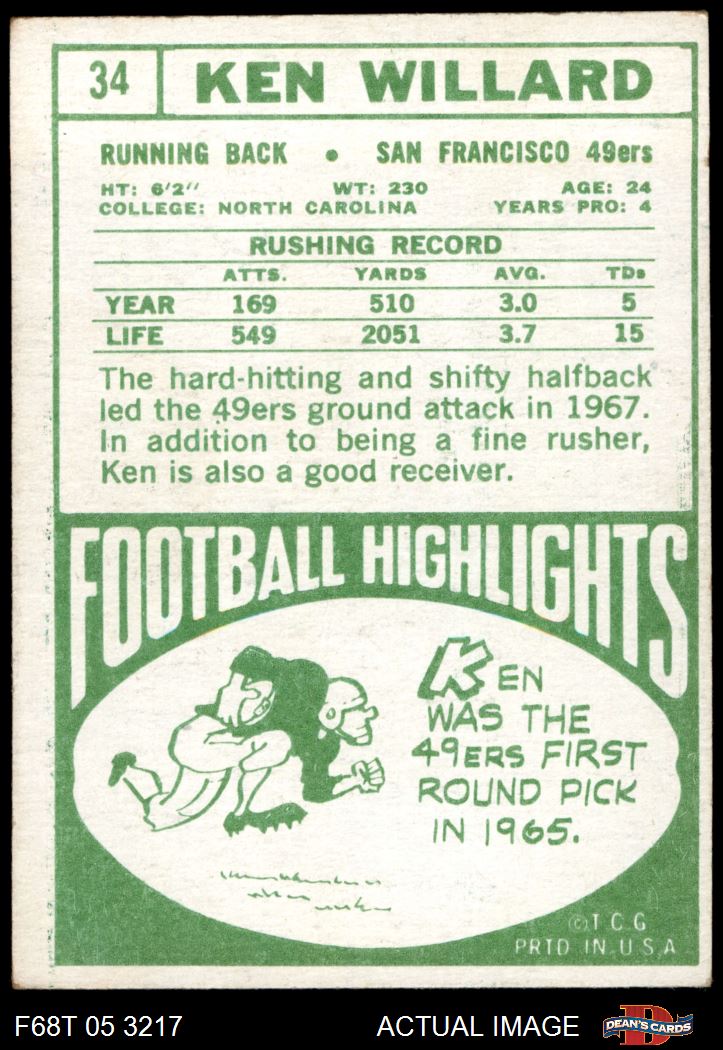 34 KEN WILLARD
RUNNING BACK • SAN FRANCISCO 49ers
HT: 6'2" WT: 230 AGE: 24
COLLEGE: NORTH CAROLINA YEARS PRO: 4
RUSHING RECORD
ATTS. YARDS AVG. TDs
YEAR 169 510 3.0 5
LIFE 549 2051 3.7 15
The hard-hitting and shifty halfback
led the 49ers ground attack in 1967.
In addition to being a fine rusher,
Ken is also a good receiver.
FOOTBALL HIGHLIGHTS
KEN
WAS THE
49ERS FIRST
ROUND PICK
IN 1965.
© T.C.G
PRTD IN U.S.A
F68T 05 3217 ACTUAL IMAGE D DEAN'S CARDS